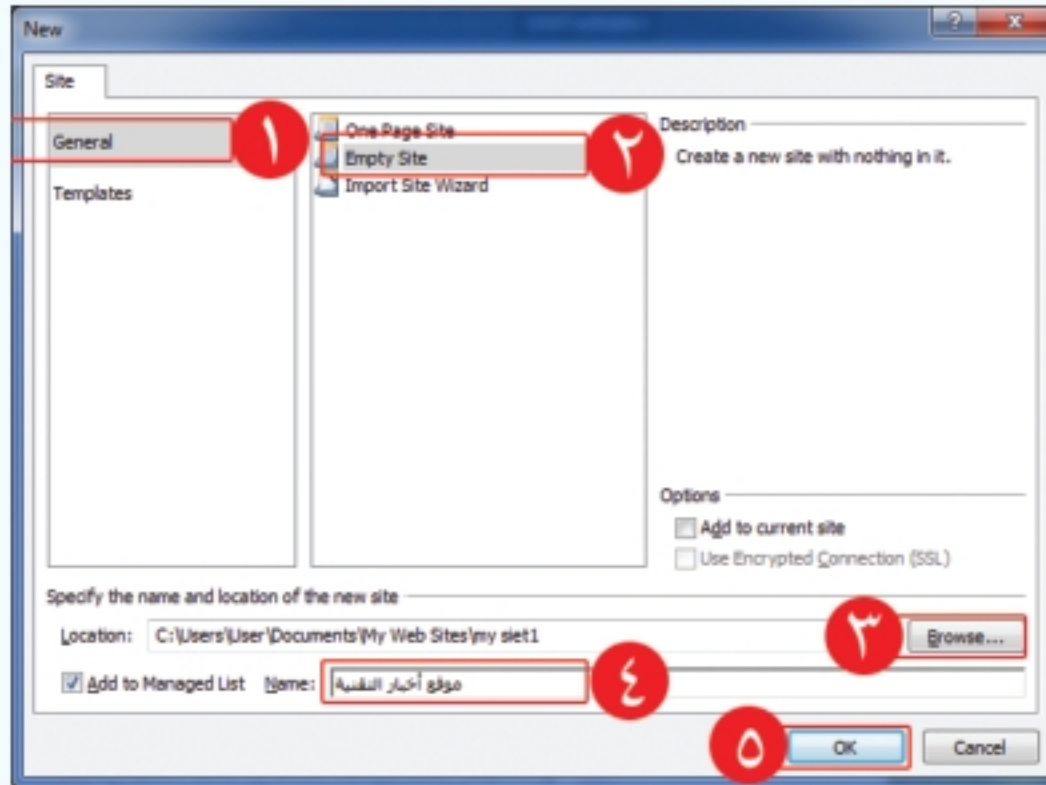 New
Site
General
١
One Page Site
Empty Site
٢
Import Site Wizard
Templates
Description
Create a new site with nothing in it.
Options
Add to current site
Use Encrypted Connection (SSL)
Specify the name and location of the new site
Location: C:\Users\User\Documents\My Web Sites\my siet1
٣
Browse...
Add to Managed List Name: موقع أخبار التقنية
٤
٥
OK
Cancel